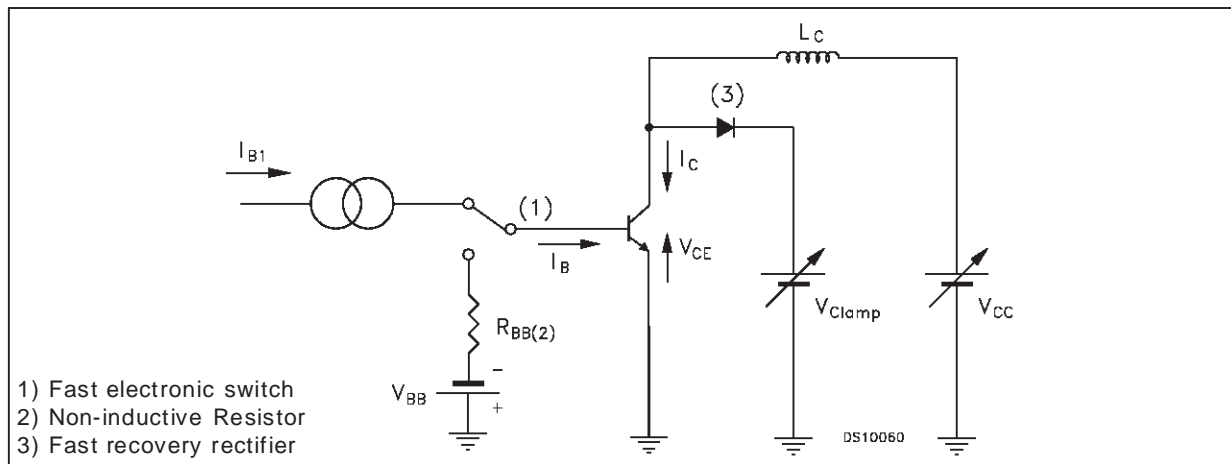 L_C
(3)
I_B1
I_C
(1)
I_B
V_CE
R_BB(2)
V_Clamp
V_CC
V_BB
−
+
1) Fast electronic switch
2) Non-inductive Resistor
3) Fast recovery rectifier
DS10060